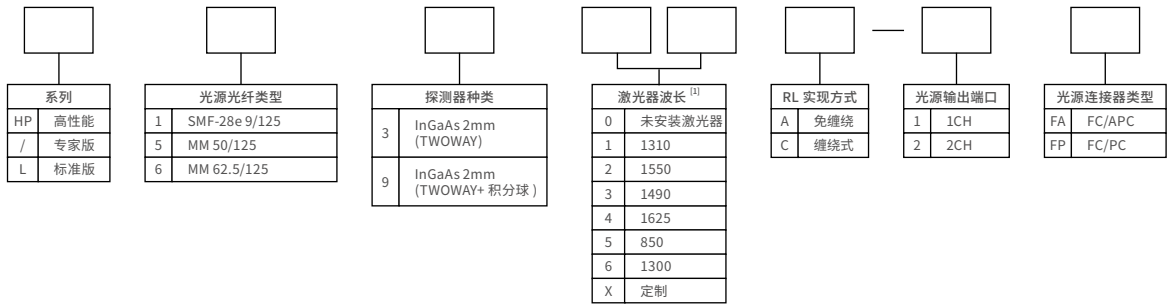 系列
HP 高性能
/ 专家版
L 标准版
光源光纤类型
1 SMF-28e 9/125
5 MM 50/125
6 MM 62.5/125
探测器种类
3 InGaAs 2mm
(TWOWAY)
9 InGaAs 2mm
(TWOWAY+ 积分球 )
激光器波长 [1]
0 未安装激光器
1 1310
2 1550
3 1490
4 1625
5 850
6 1300
X 定制
RL 实现方式
A 免缠绕
C 缠绕式
光源输出端口
1 1CH
2 2CH
光源连接器类型
FA FC/APC
FP FC/PC